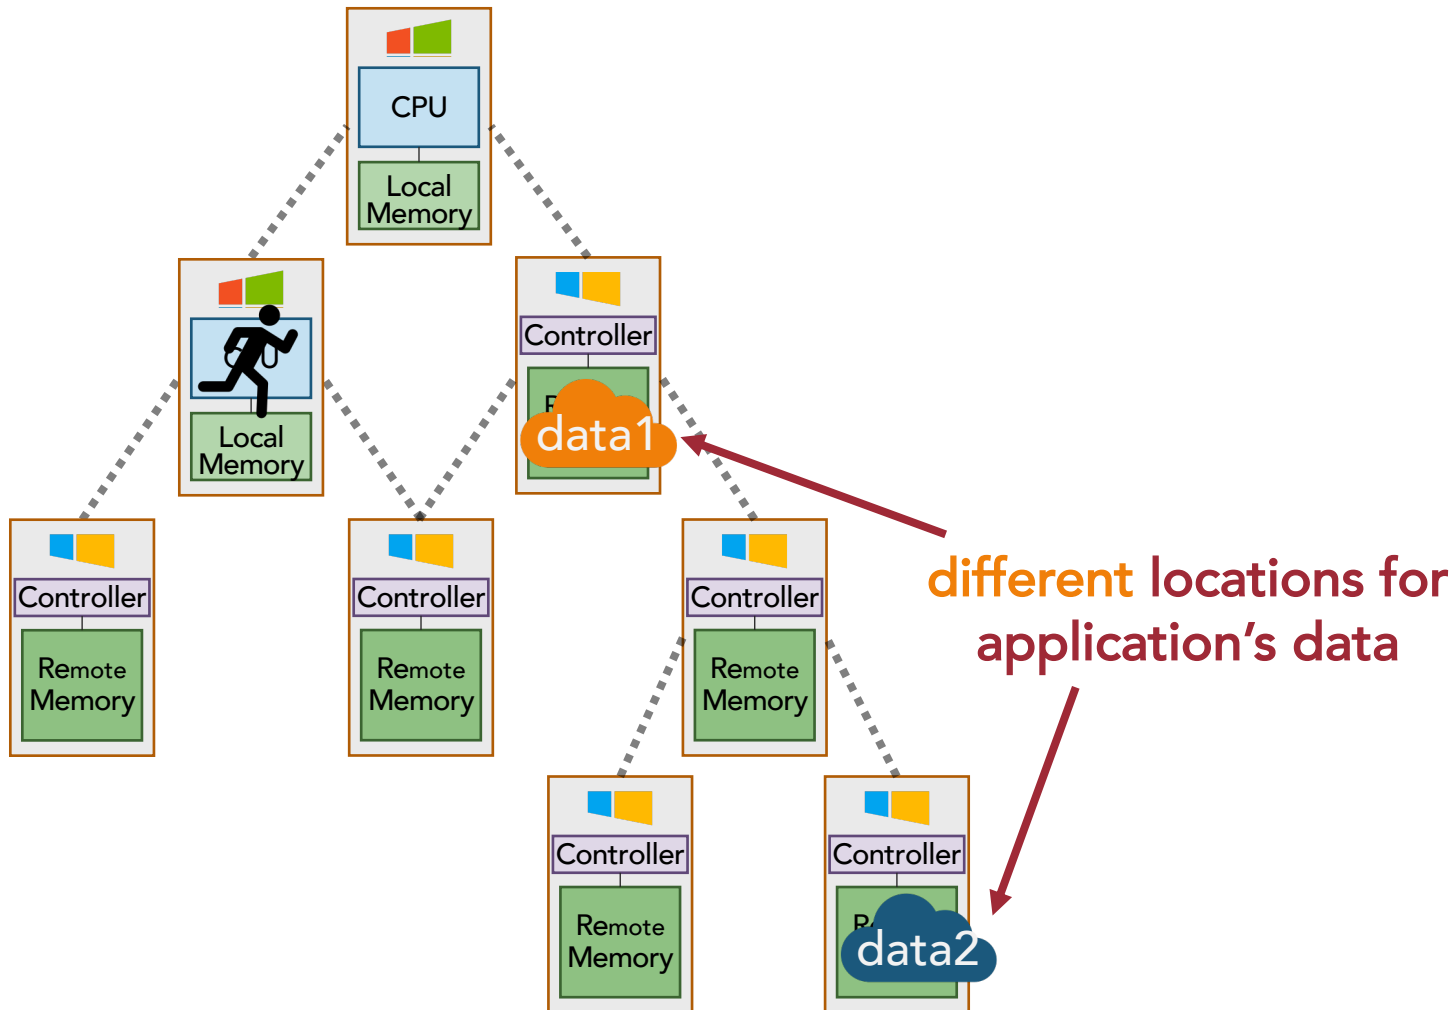 CPU
Local
Memory
Local
Memory
Controller
data1
Controller
Remote
Memory
Controller
Remote
Memory
Controller
Remote
Memory
different locations for
application's data
Controller
Remote
Memory
Controller
data2